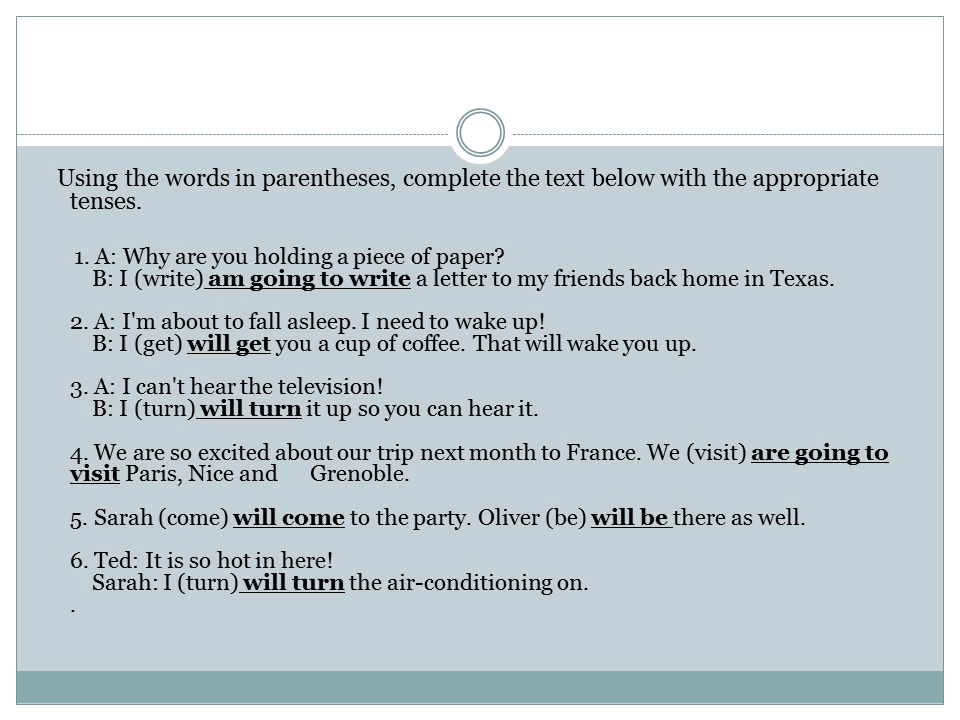 Using the words in parentheses, complete the text below with the appropriate
tenses.
1. A: Why are you holding a piece of paper?
B: I (write) am going to write a letter to my friends back home in Texas.
2. A: I'm about to fall asleep. I need to wake up!
B: I (get) will get you a cup of coffee. That will wake you up.
3. A: I can't hear the television!
B: I (turn) will turn it up so you can hear it.
4. We are so excited about our trip next month to France. We (visit) are going to
visit Paris, Nice and Grenoble.
5. Sarah (come) will come to the party. Oliver (be) will be there as well.
6. Ted: It is so hot in here!
Sarah: I (turn) will turn the air-conditioning on.
.